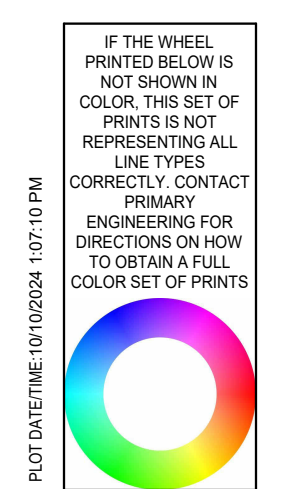 IF THE WHEEL
PRINTED BELOW IS
NOT SHOWN IN
COLOR, THIS SET OF
PRINTS IS NOT
REPRESENTING ALL
LINE TYPES
CORRECTLY. CONTACT
PRIMARY
ENGINEERING FOR
DIRECTIONS ON HOW
TO OBTAIN A FULL
COLOR SET OF PRINTS
PLOT DATE/TIME:10/10/2024 1:07:10 PM